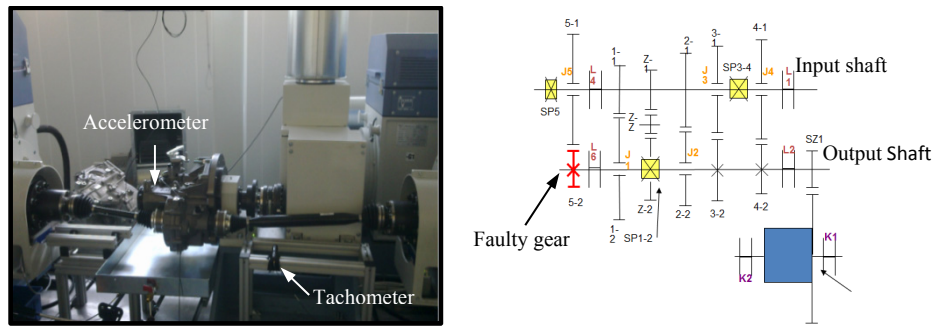 Accelerometer
Tachometer
5-1
4-1
3-1
2-1
1-1
Z-1
J5
L4
J3
SP3-4
J4
L1
Input shaft
SP5
Z-Z
SZ1
L6
J1
J2
L2
Output Shaft
5-2
Z-2
2-2
3-2
4-2
1-2
SP1-2
Faulty gear
K1
K2